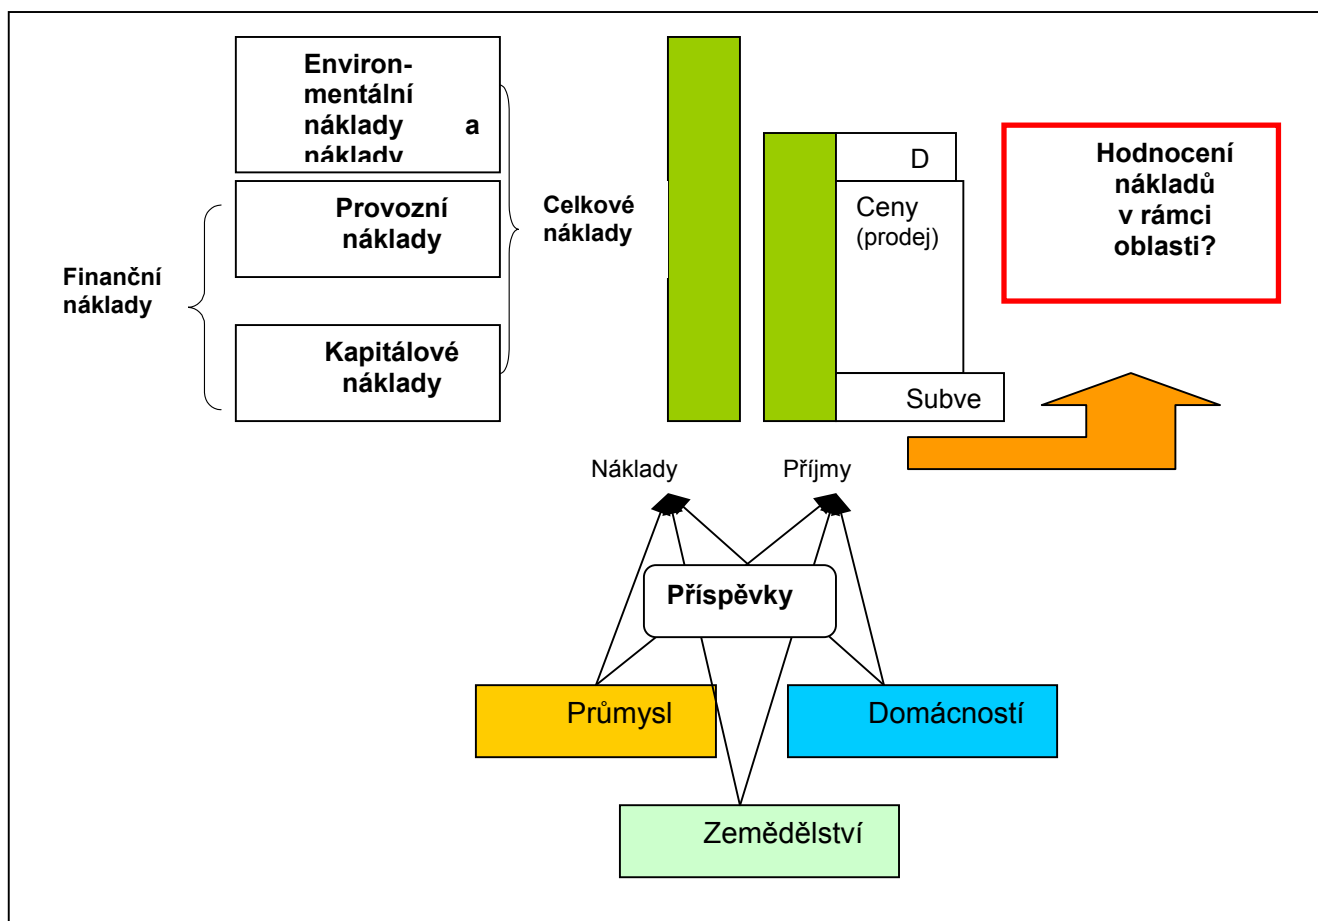 Environ-
mentální
náklady a
náklady
Provozní
náklady
Kapitálové
náklady
Finanční
náklady
Celkové
náklady
D
Ceny
(prodej)
Subve
Hodnocení
nákladů
v rámci
oblasti?
Náklady
Příjmy
Příspěvky
Průmysl
Domácností
Zemědělství